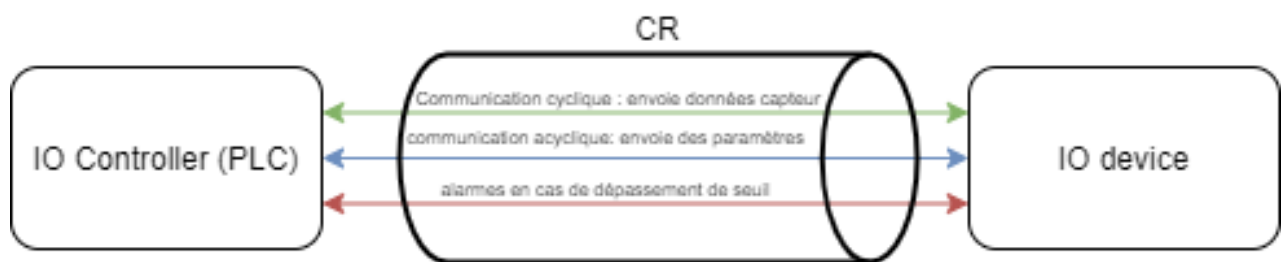 CR
Communication cyclique : envoie données capteur
communication acyclique: envoie des paramètres
IO Controller (PLC)
IO device
alarmes en cas de dépassement de seuil